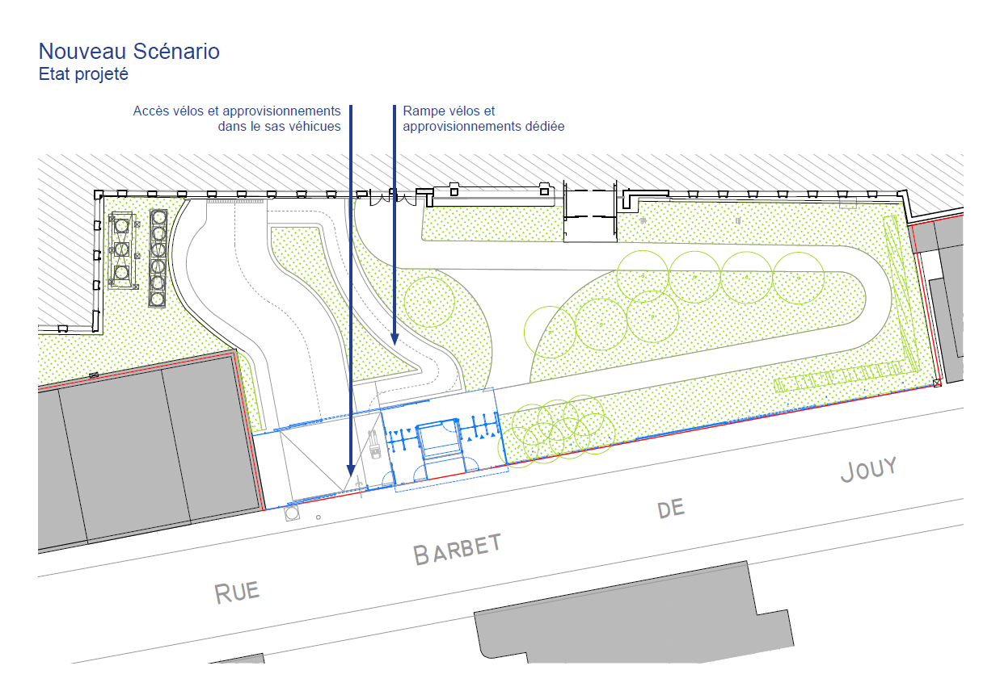 Nouveau Scénario
Etat projeté
Accès vélos et approvisionnements
dans le sas véhicues
Rampe vélos et
approvisionnements dédiée
RUE BARBET DE JOUY